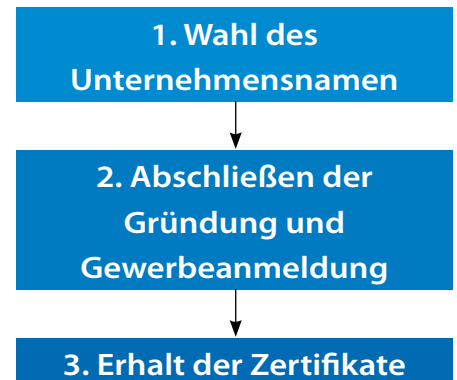 1. Wahl des
Unternehmensnamen
2. Abschließen der
Gründung und
Gewerbeanmeldung
3. Erhalt der Zertifikate